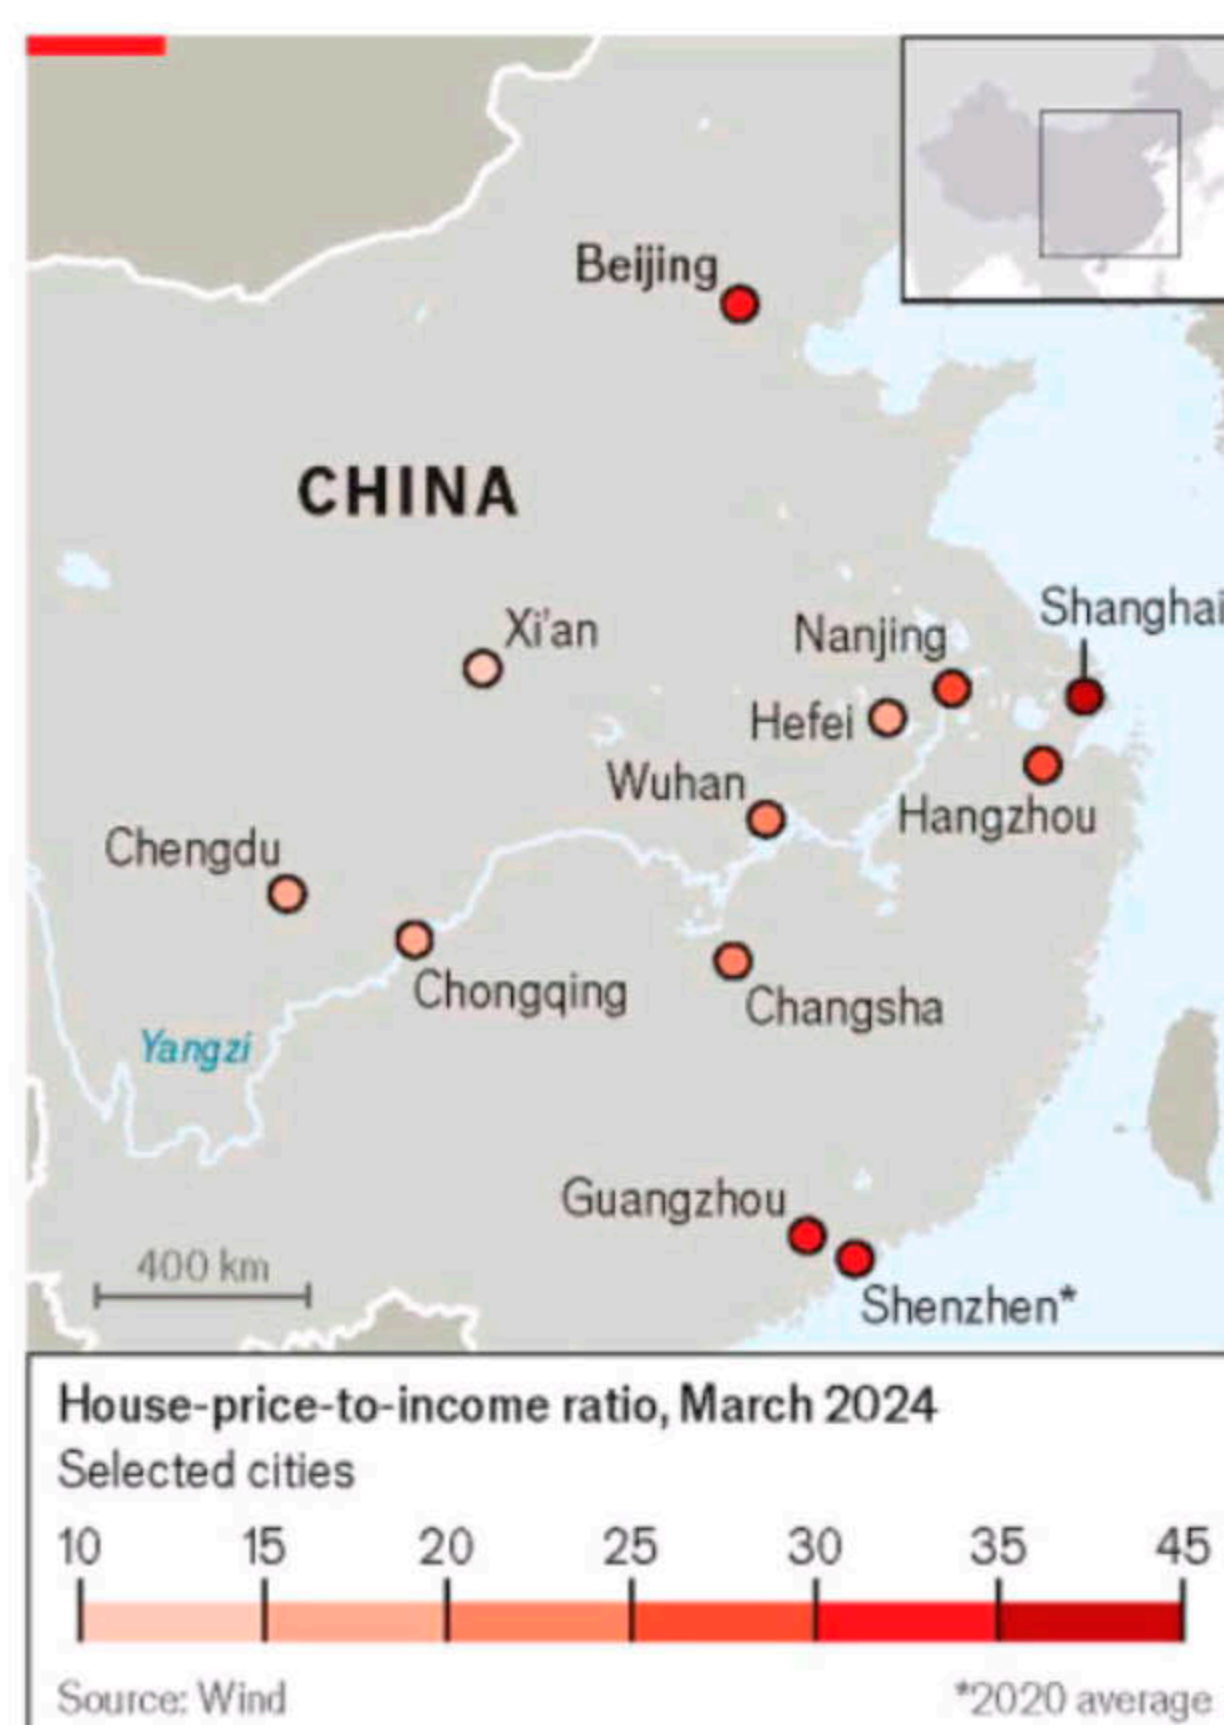 Beijing
CHINA
Xi'an
Nanjing
Shanghai
Hefei
Wuhan
Hangzhou
Chengdu
Chongqing
Changsha
Yangzi
Guangzhou
400 km
Shenzhen*
House-price-to-income ratio, March 2024
Selected cities
10 15 20 25 30 35 45
Source: Wind *2020 average